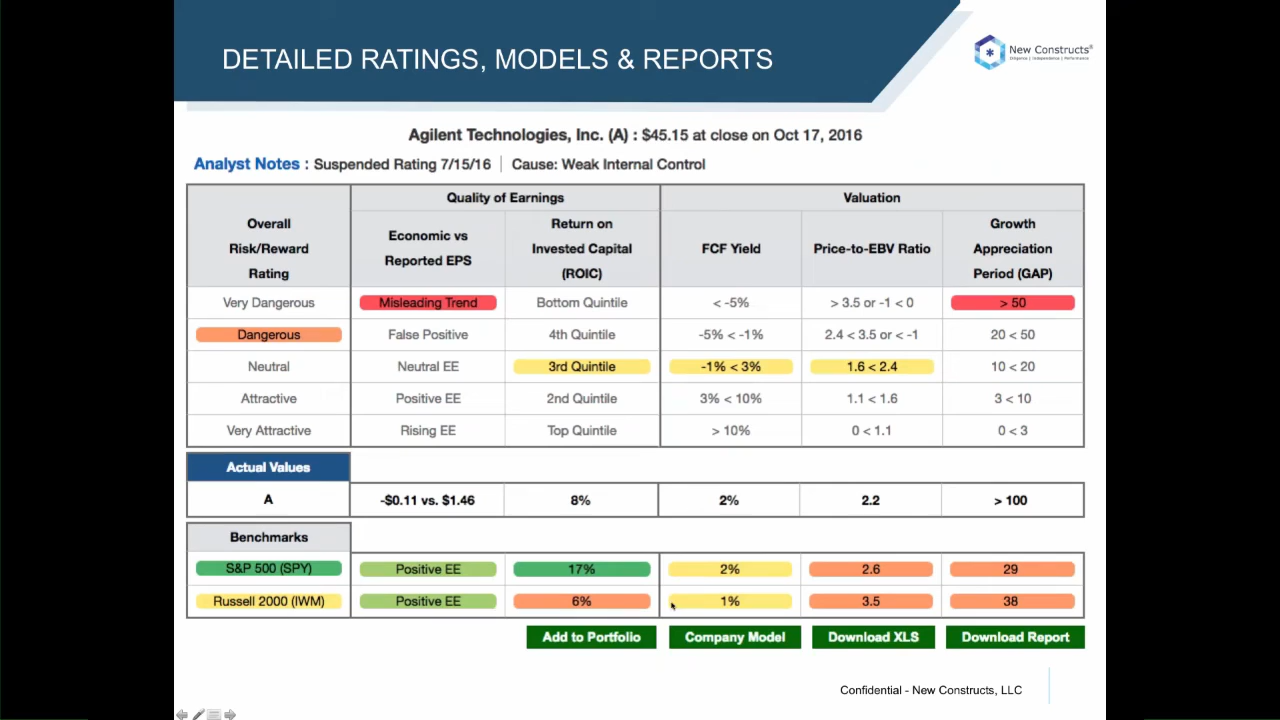 DETAILED RATINGS, MODELS & REPORTS
New Constructs®
Diligence | Independence | Performance
Agilent Technologies, Inc. (A) : $45.15 at close on Oct 17, 2016
Analyst Notes : Suspended Rating 7/15/16 | Cause: Weak Internal Control
Quality of Earnings Valuation
Overall Risk/Reward Rating Economic vs Reported EPS Return on Invested Capital (ROIC) FCF Yield Price-to-EBV Ratio Growth Appreciation Period (GAP)
Very Dangerous Misleading Trend Bottom Quintile < -5% > 3.5 or -1 < 0 > 50
Dangerous False Positive 4th Quintile -5% < -1% 2.4 < 3.5 or < -1 20 < 50
Neutral Neutral EE 3rd Quintile -1% < 3% 1.6 < 2.4 10 < 20
Attractive Positive EE 2nd Quintile 3% < 10% 1.1 < 1.6 3 < 10
Very Attractive Rising EE Top Quintile > 10% 0 < 1.1 0 < 3
Actual Values
A -$0.11 vs. $1.46 8% 2% 2.2 > 100
Benchmarks
S&P 500 (SPY) Positive EE 17% 2% 2.6 29
Russell 2000 (IWM) Positive EE 6% 1% 3.5 38
Add to Portfolio Company Model Download XLS Download Report
Confidential - New Constructs, LLC